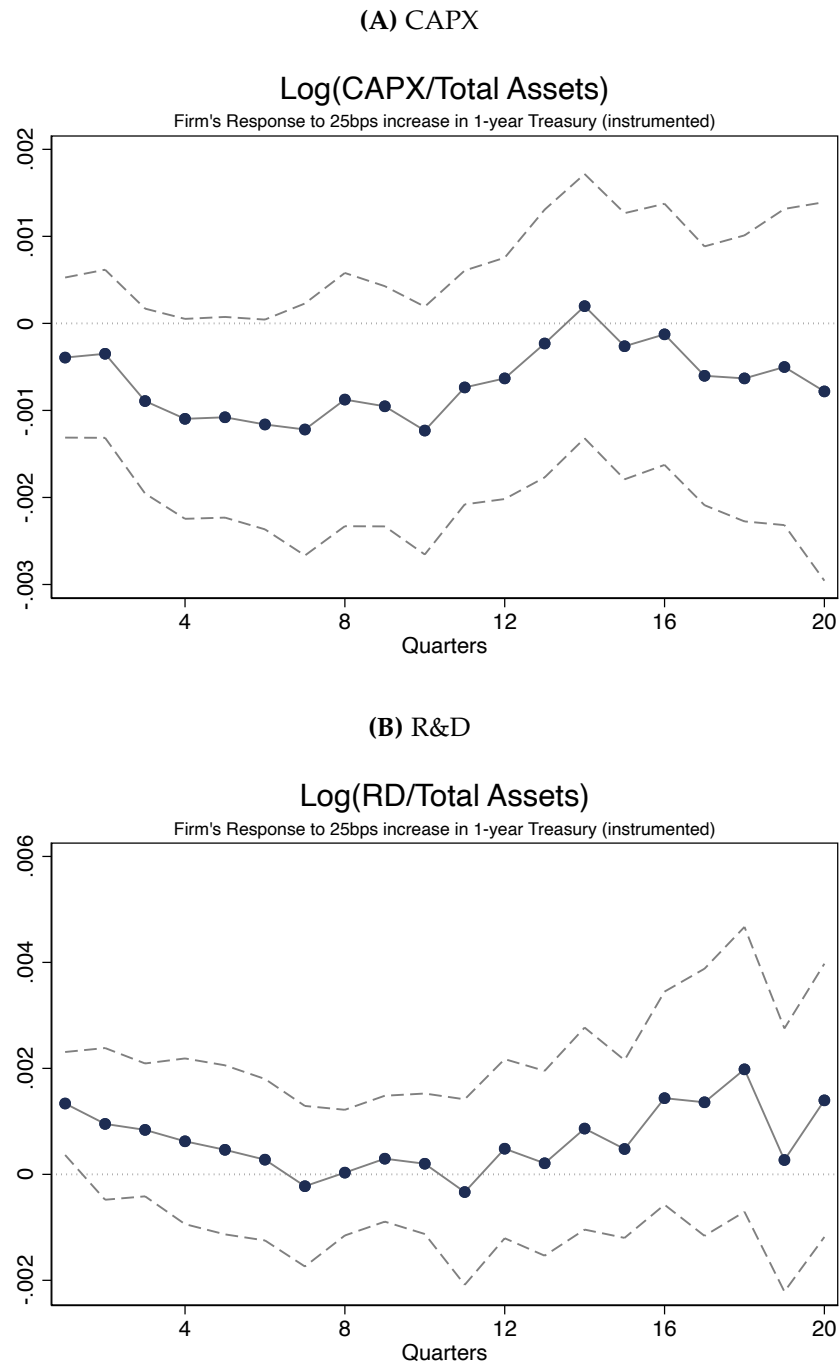 (A) CAPX
Log(CAPX/Total Assets)
Firm's Response to 25bps increase in 1-year Treasury (instrumented)
.002
.001
0
-.001
-.002
-.003
4 8 12 16 20
Quarters
(B) R&D
Log(RD/Total Assets)
Firm's Response to 25bps increase in 1-year Treasury (instrumented)
.006
.004
.002
0
-.002
4 8 12 16 20
Quarters